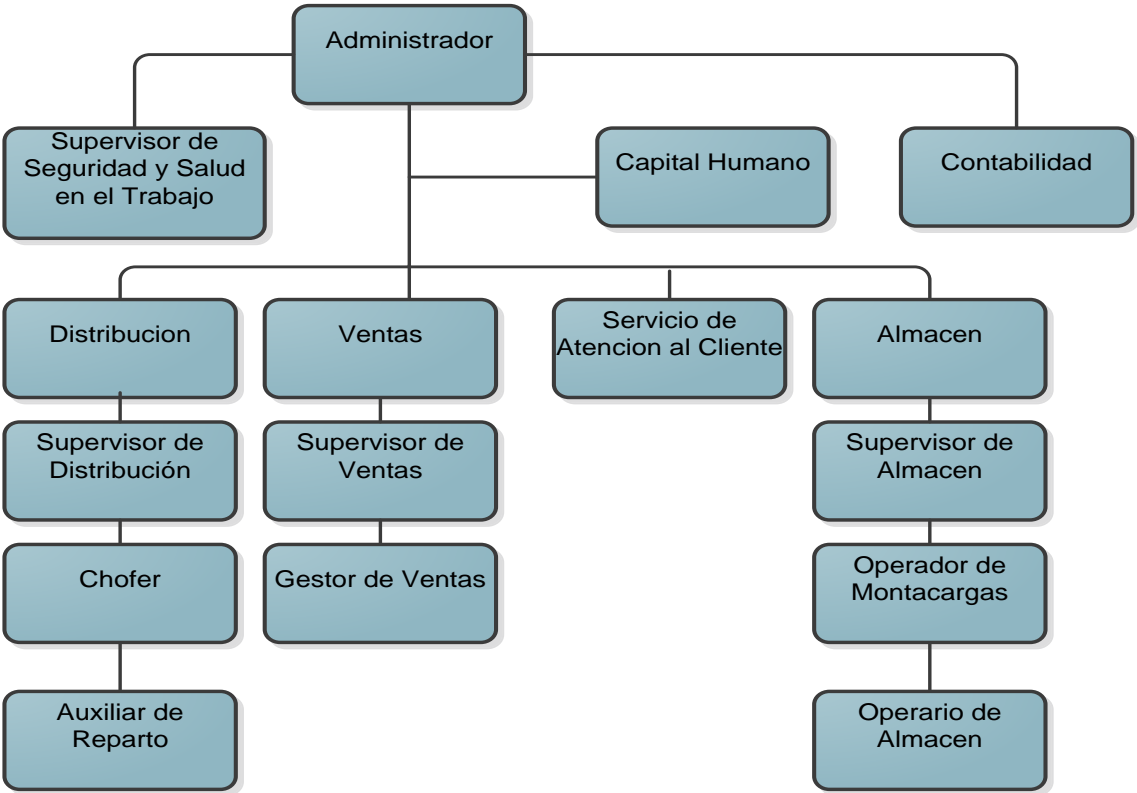 Administrador
Supervisor de
Seguridad y Salud
en el Trabajo
Capital Humano
Contabilidad
Distribucion
Ventas
Servicio de
Atencion al Cliente
Almacen
Supervisor de
Distribución
Supervisor de
Ventas
Supervisor de
Almacen
Chofer
Gestor de Ventas
Operador de
Montacargas
Auxiliar de
Reparto
Operario de
Almacen